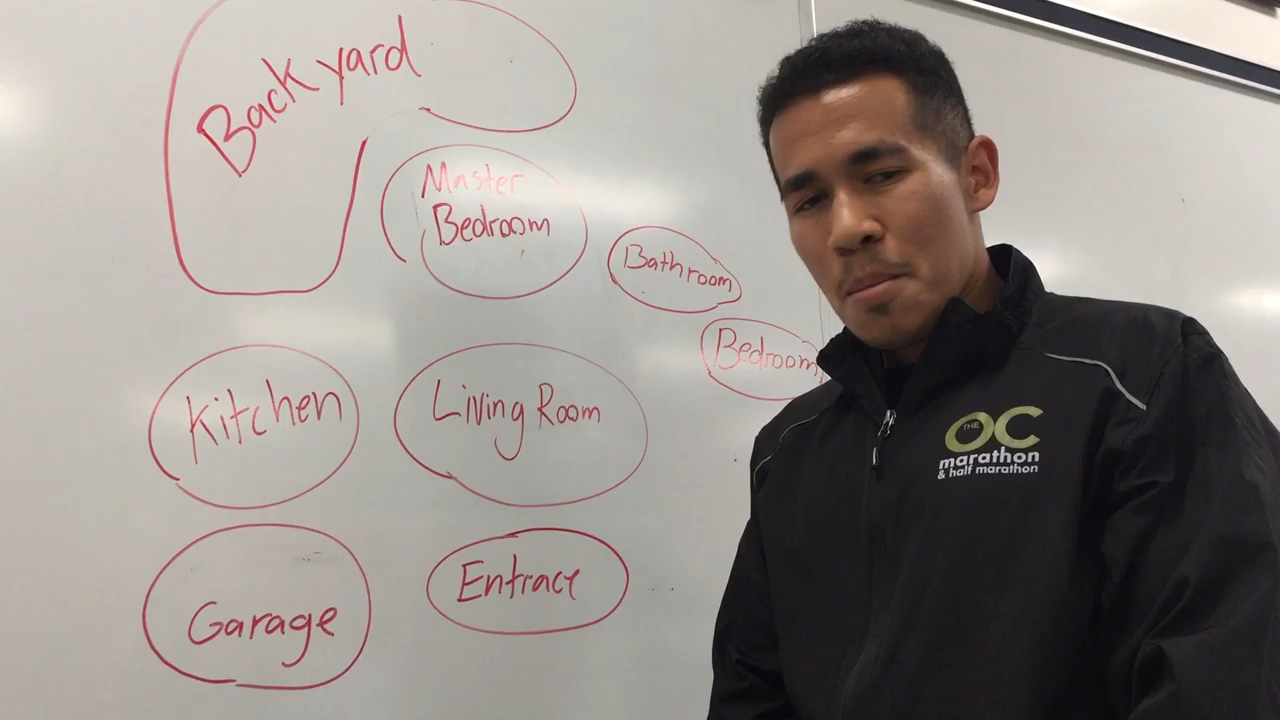 Backyard
Master
Bedroom
Bathroom
Bedroom
Kitchen
Living Room
Garage
Entrace
THE
OC
marathon
& half marathon